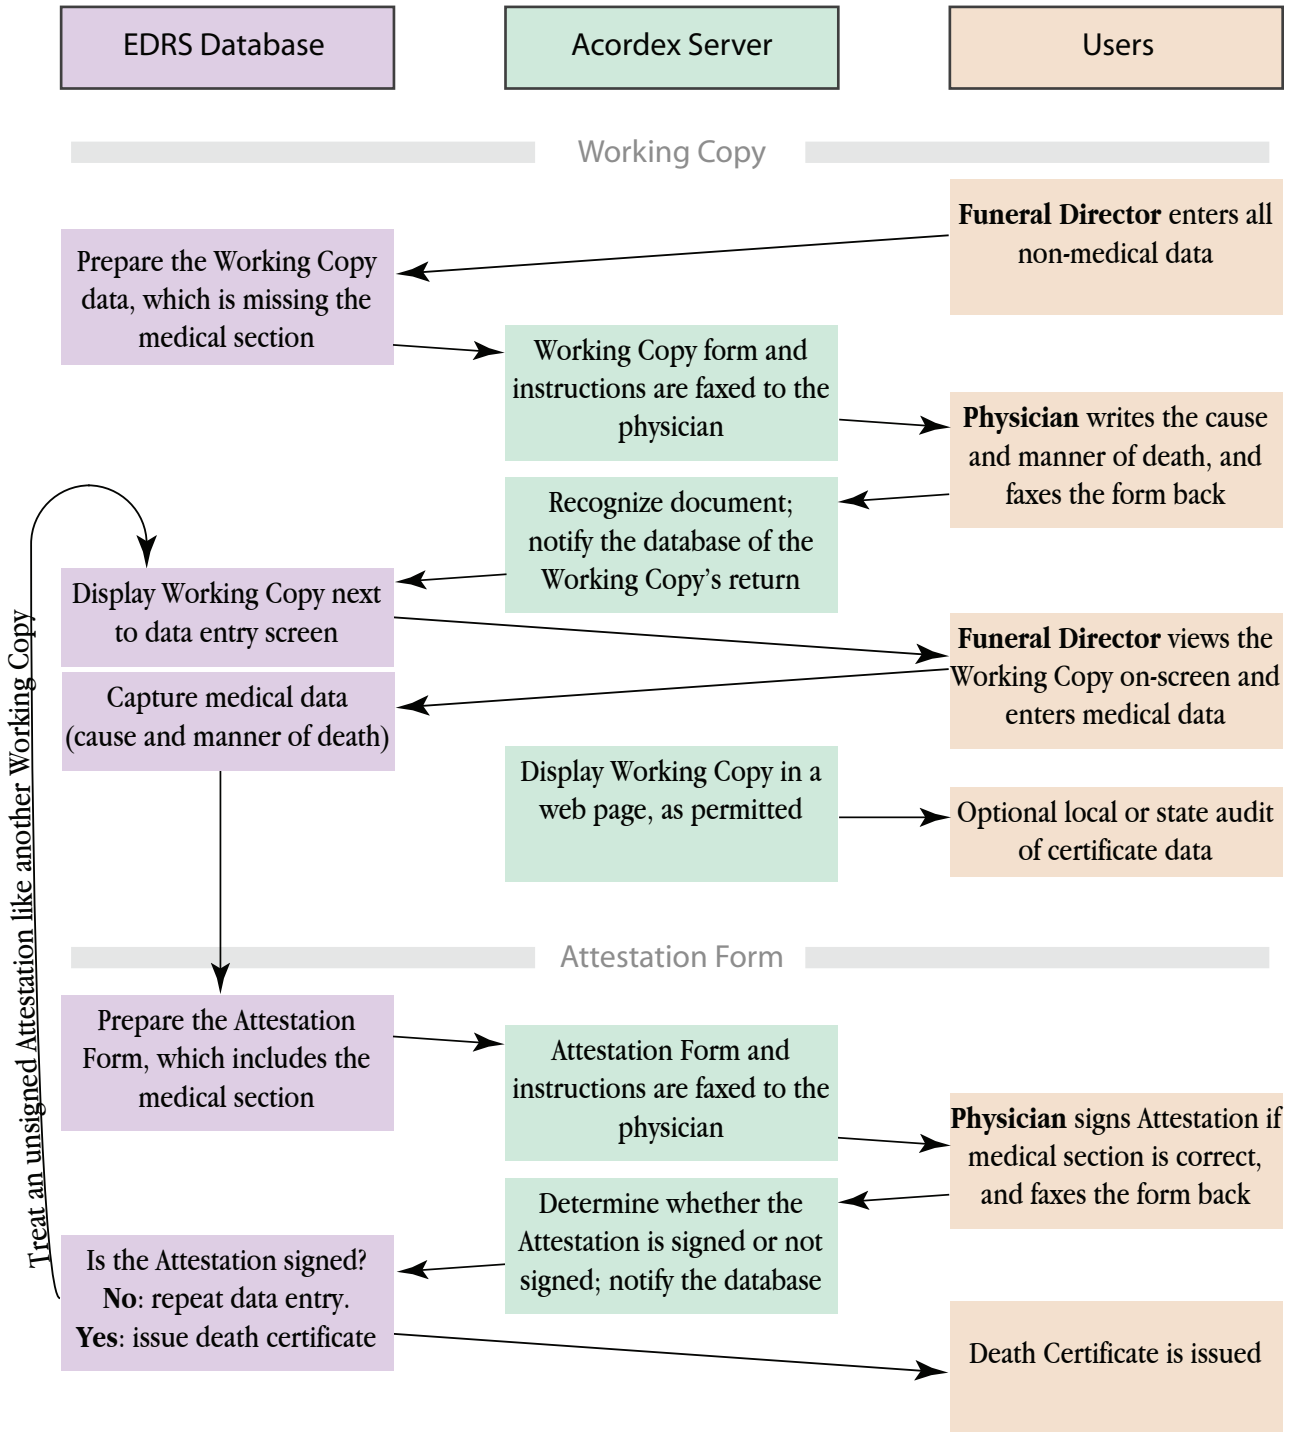 EDRS Database
Acordex Server
Users
Working Copy
Funeral Director enters all
non-medical data
Prepare the Working Copy
data, which is missing the
medical section
Working Copy form and
instructions are faxed to the
physician
Physician writes the cause
and manner of death, and
faxes the form back
Recognize document;
notify the database of the
Working Copy’s return
Display Working Copy next
to data entry screen
Funeral Director views the
Working Copy on-screen and
enters medical data
Capture medical data
(cause and manner of death)
Display Working Copy in a
web page, as permitted
Optional local or state audit
of certificate data
Attestation Form
Prepare the Attestation
Form, which includes the
medical section
Attestation Form and
instructions are faxed to the
physician
Physician signs Attestation if
medical section is correct,
and faxes the form back
Determine whether the
Attestation is signed or not
signed; notify the database
Is the Attestation signed?
No: repeat data entry.
Yes: issue death certificate
Death Certificate is issued
Treat an unsigned Attestation like another Working Copy